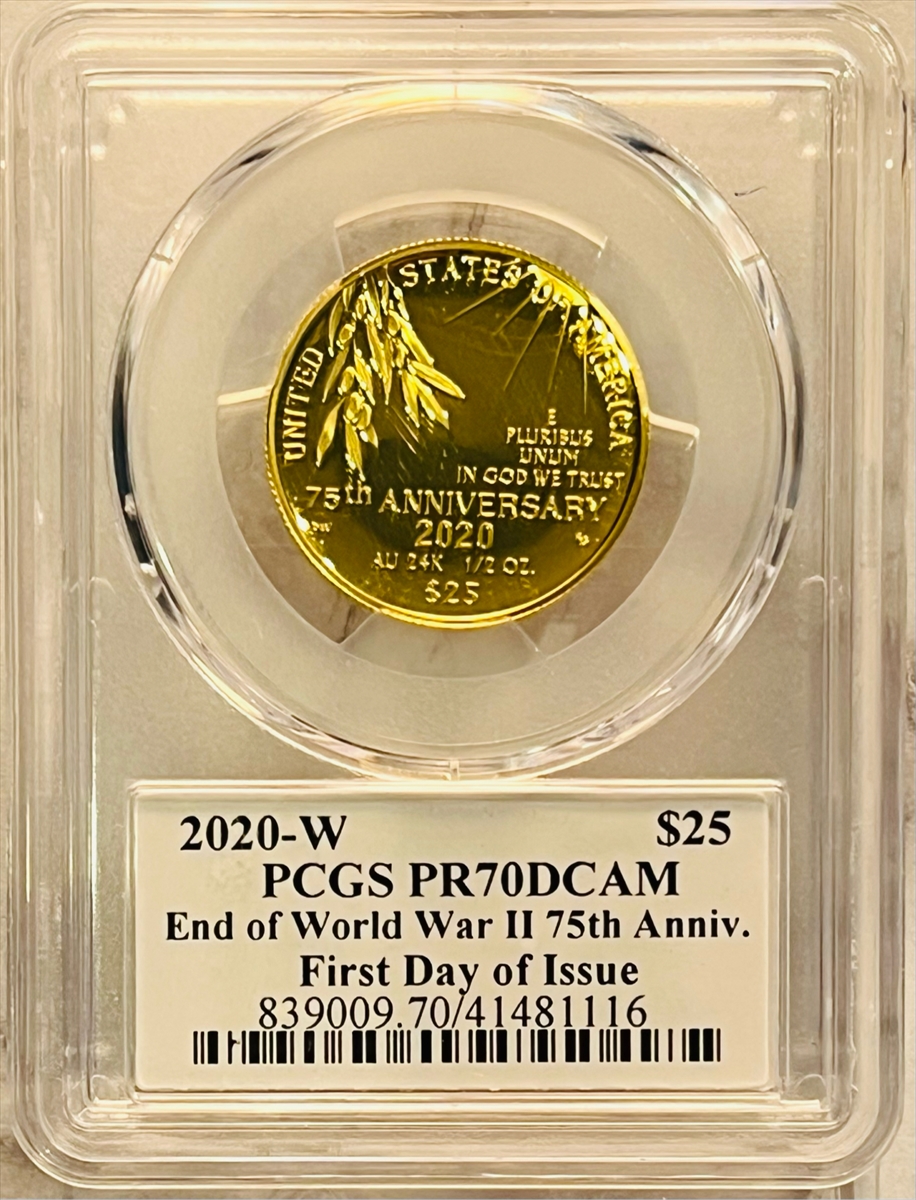 UNITED STATES OF AMERICA
E
PLURIBUS
UNUM
IN GOD WE TRUST
75th ANNIVERSARY
2020
AU 24K 1/2 OZ.
$25
2020-W $25
PCGS PR70DCAM
End of World War II 75th Anniv.
First Day of Issue
839009.70/41481116